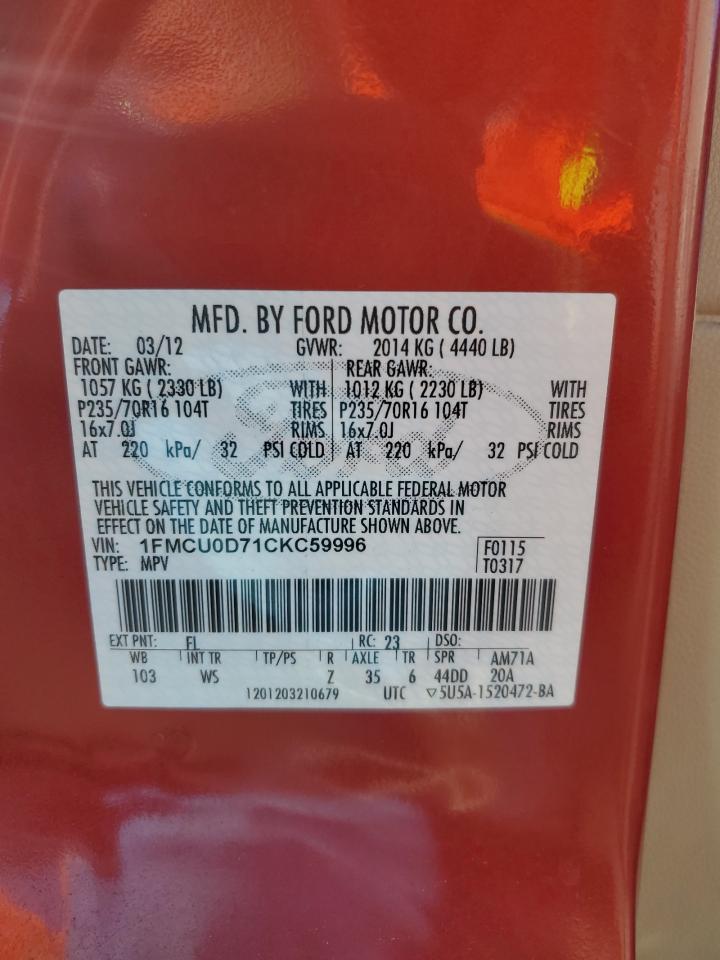 MFD. BY FORD MOTOR CO.
DATE: 03/12 GVWR: 2014 KG ( 4440 LB)
FRONT GAWR: REAR GAWR:
1057 KG ( 2330 LB) WITH 1012 KG ( 2230 LB) WITH
P235/70R16 104T TIRES P235/70R16 104T TIRES
16x7.0J RIMS 16x7.0J RIMS
AT 220 kPa/ 32 PSI COLD AT 220 kPa/ 32 PSI COLD
Ford
THIS VEHICLE CONFORMS TO ALL APPLICABLE FEDERAL MOTOR
VEHICLE SAFETY AND THEFT PREVENTION STANDARDS IN
EFFECT ON THE DATE OF MANUFACTURE SHOWN ABOVE.
VIN: 1FMCU0D71CKC59996 F0115
TYPE: MPV T0317
EXT PNT: FL RC: 23 DSO:
WB INT TR TP/PS R AXLE TR SPR AM71A
103 WS Z 35 6 44DD 20A
1201203210679 UTC ▽5U5A-1520472-BA